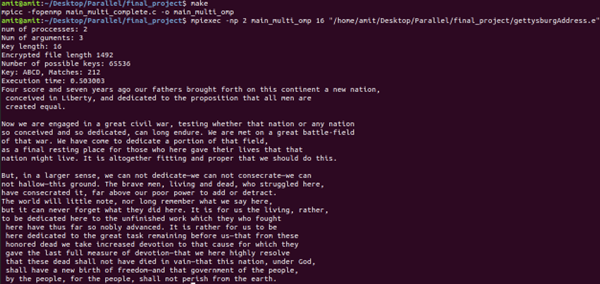 amit@amit:~/Desktop/Parallel/final_project$ make
mpicc -fopenmp main_multi_complete.c -o main_multi_omp
amit@amit:~/Desktop/Parallel/final_project$ mpiexec -np 2 main_multi_omp 16 "/home/amit/Desktop/Parallel/final_project/gettysburgAddress.e"
num of proccesses: 2
Num of arguments: 3
Key length: 16
Encrypted file length 1492
Number of possible keys: 65536
Key: ABCD, Matches: 212
Execution time: 0.503003
Four score and seven years ago our fathers brought forth on this continent a new nation,
 conceived in Liberty, and dedicated to the proposition that all men are
 created equal.

Now we are engaged in a great civil war, testing whether that nation or any nation
so conceived and so dedicated, can long endure. We are met on a great battle-field
of that war. We have come to dedicate a portion of that field,
as a final resting place for those who here gave their lives that that
nation might live. It is altogether fitting and proper that we should do this.

But, in a larger sense, we can not dedicate—we can not consecrate—we can
not hallow—this ground. The brave men, living and dead, who struggled here,
have consecrated it, far above our poor power to add or detract.
The world will little note, nor long remember what we say here,
but it can never forget what they did here. It is for us the living, rather,
to be dedicated here to the unfinished work which they who fought
 here have thus far so nobly advanced. It is rather for us to be
 here dedicated to the great task remaining before us—that from these
 honored dead we take increased devotion to that cause for which they
 gave the last full measure of devotion—that we here highly resolve
 that these dead shall not have died in vain—that this nation, under God,
 shall have a new birth of freedom—and that government of the people,
 by the people, for the people, shall not perish from the earth.